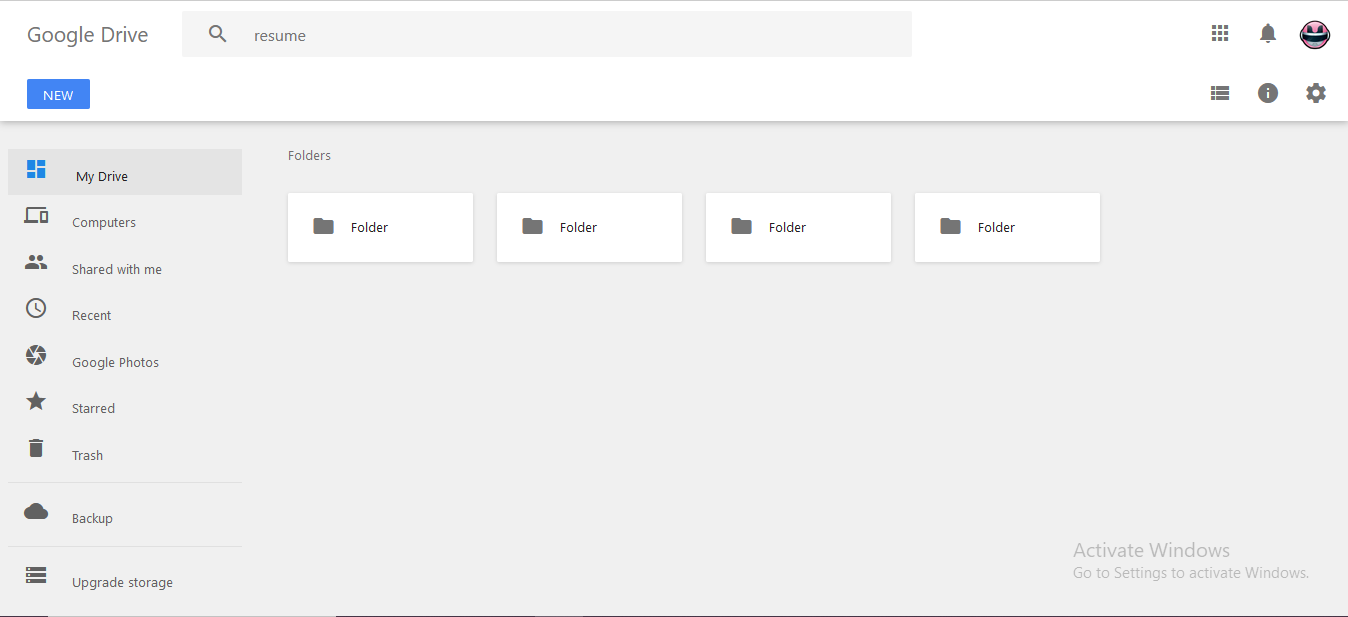 Google Drive
resume
NEW
My Drive
Computers
Shared with me
Recent
Google Photos
Starred
Trash
Backup
Upgrade storage
Folders
Folder
Folder
Folder
Folder
Activate Windows
Go to Settings to activate Windows.